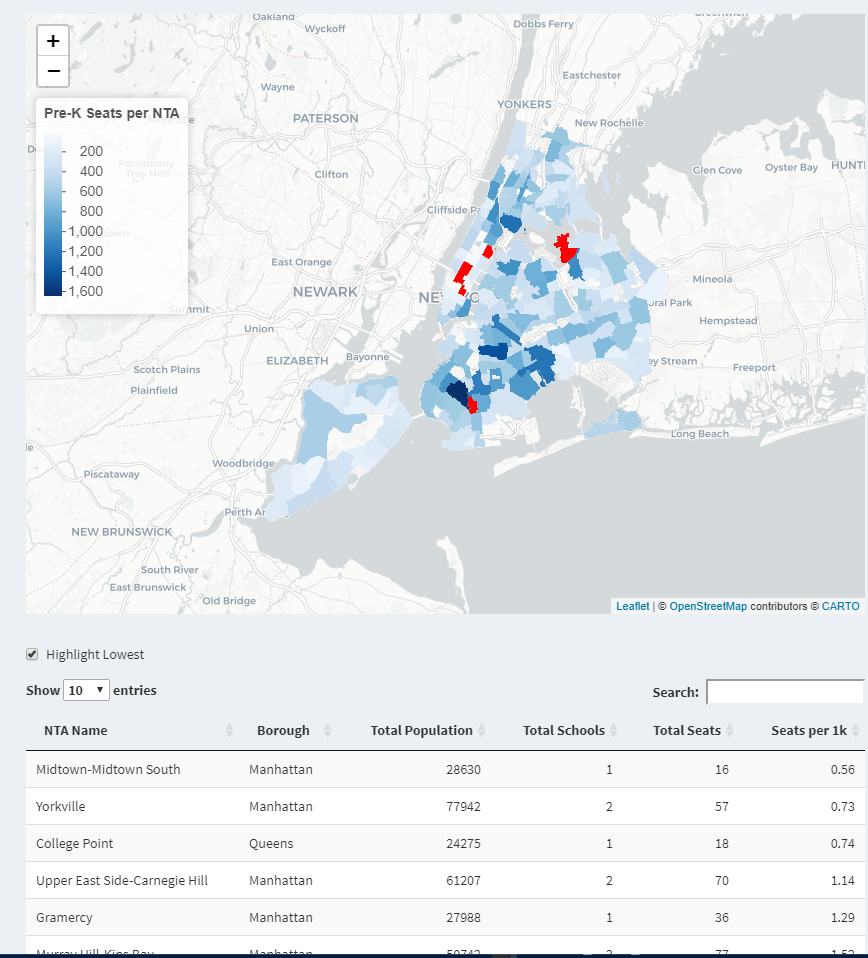 Oakland
Wyckoff
Dobbs Ferry
Greenwich
+
−
Wayne
Eastchester
YONKERS
Pre-K Seats per NTA
PATERSON
New Rochelle
200
400
600
800
1,000
1,200
1,400
1,600
Parsippany
Troy Hills
Clifton
Glen Cove
Oyster Bay
HUNTI
Cliffside Pa
East Orange
NEWARK
Mineola
ral Park
Summit
Union
Hempstead
ELIZABETH
Bayonne
ey Stream
Scotch Plains
Plainfield
Freeport
Long Beach
Woodbridge
Piscataway
Perth Am
NEW BRUNSWICK
South River
East Brunswick
Old Bridge
Leaflet | © OpenStreetMap contributors © CARTO
Highlight Lowest
Show 10 entries
Search:
NTA Name Borough Total Population Total Schools Total Seats Seats per 1k
Midtown-Midtown South Manhattan 28630 1 16 0.56
Yorkville Manhattan 77942 2 57 0.73
College Point Queens 24275 1 18 0.74
Upper East Side-Carnegie Hill Manhattan 61207 2 70 1.14
Gramercy Manhattan 27988 1 36 1.29
Murray Hill-Kips Bay Manhattan 50742 3 77 1.52